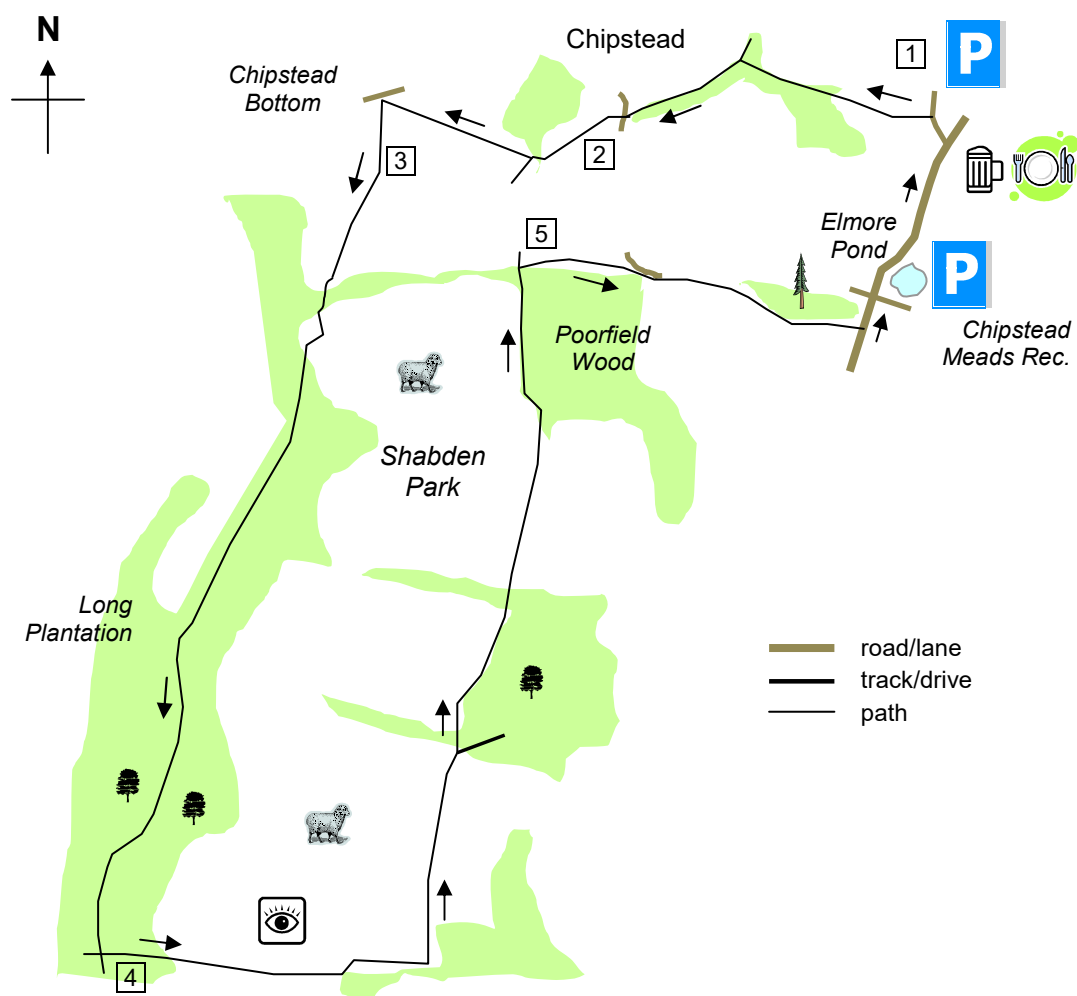 N
Chipstead
1
P
Chipstead
Bottom
2
3
Elmore
Pond
5
P
Chipstead
Meads Rec.
Poorfield
Wood
Shabden
Park
Long
Plantation
road/lane
track/drive
path
4